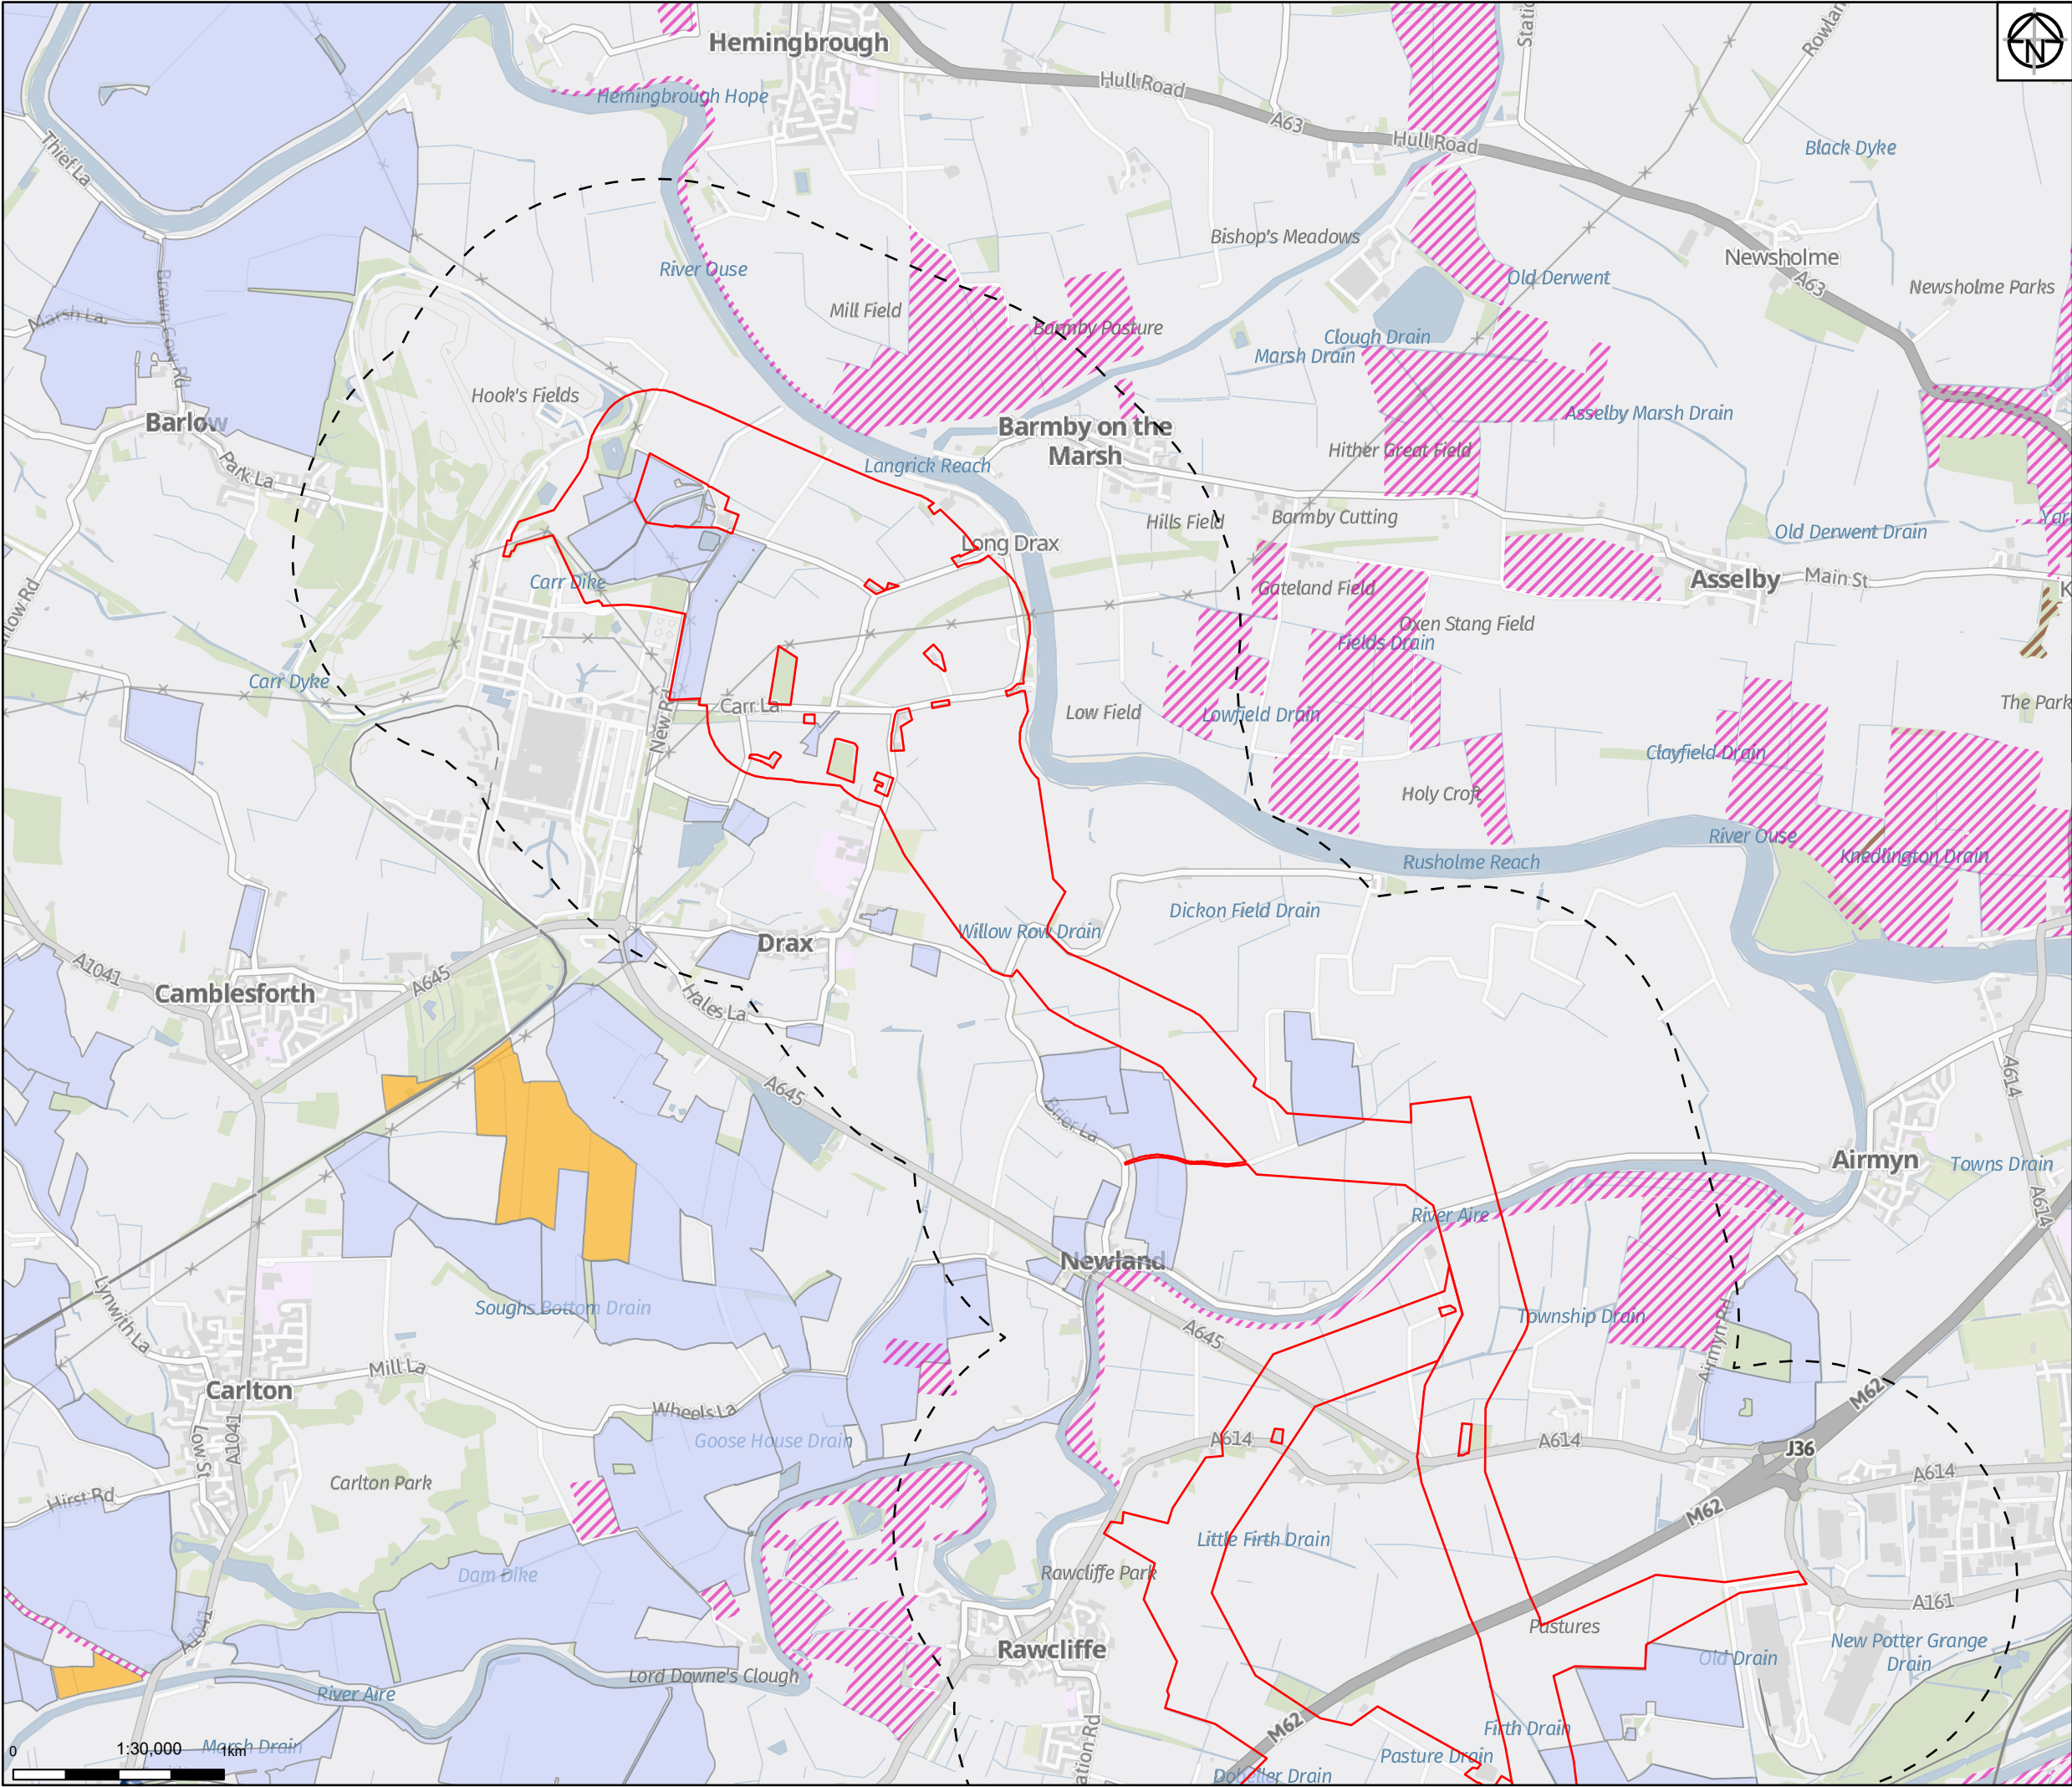 N
Hemingbrough
Hull Road
Hemingbrough Hope
A63
Hull Road
Black Dyke
Thief La
Bishop's Meadows
Newsholme
River Ouse
Old Derwent
A63
Newsholme Parks
Brown Cow Rd
Marsh La
Mill Field
Barmby Pasture
Clough Drain
Marsh Drain
Hook's Fields
Barlow
Barmby on the
Marsh
Asselby Marsh Drain
Hither Great Field
Park La
Langrick Reach
Hills Field
Barmby Cutting
Old Derwent Drain
Long Drax
Carr Dike
Gateland Field
Asselby
Main St
Oxen Stang Field
Fields Drain
Carr Dyke
Carr La
New Rd
Low Field
Lowfield Drain
The Park
Clayfield Drain
Holy Croft
River Ouse
Rusholme Reach
Knedlington Drain
Dickon Field Drain
Willow Row Drain
Drax
A1041
A645
Camblesforth
Hales La
A645
A614
Brier La
Airmyn
Towns Drain
A614
River Aire
Newland
Lynwith La
Soughs Bottom Drain
Township Drain
A645
Airmyn Rd
Mill La
M62
Carlton
Wheels La
Low St
A1041
Goose House Drain
A614
A614
J36
Carlton Park
A614
Hirst Rd
M62
Little Firth Drain
Dam Dike
Rawcliffe Park
A161
A1041
Pastures
Rawcliffe
New Potter Grange
Drain
Old Drain
Lord Downe's Clough
River Aire
M62
Firth Drain
Marsh Drain
Pasture Drain
Dobeller Drain
0
1:30,000
1km